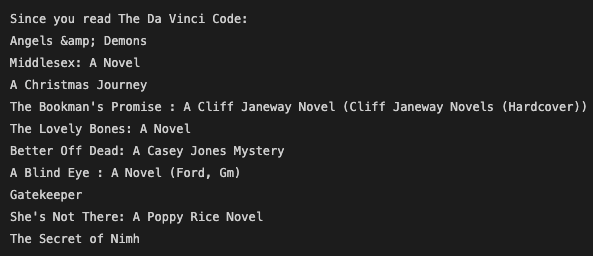 Since you read The Da Vinci Code:
Angels &amp; Demons
Middlesex: A Novel
A Christmas Journey
The Bookman's Promise : A Cliff Janeway Novel (Cliff Janeway Novels (Hardcover))
The Lovely Bones: A Novel
Better Off Dead: A Casey Jones Mystery
A Blind Eye : A Novel (Ford, Gm)
Gatekeeper
She's Not There: A Poppy Rice Novel
The Secret of Nimh